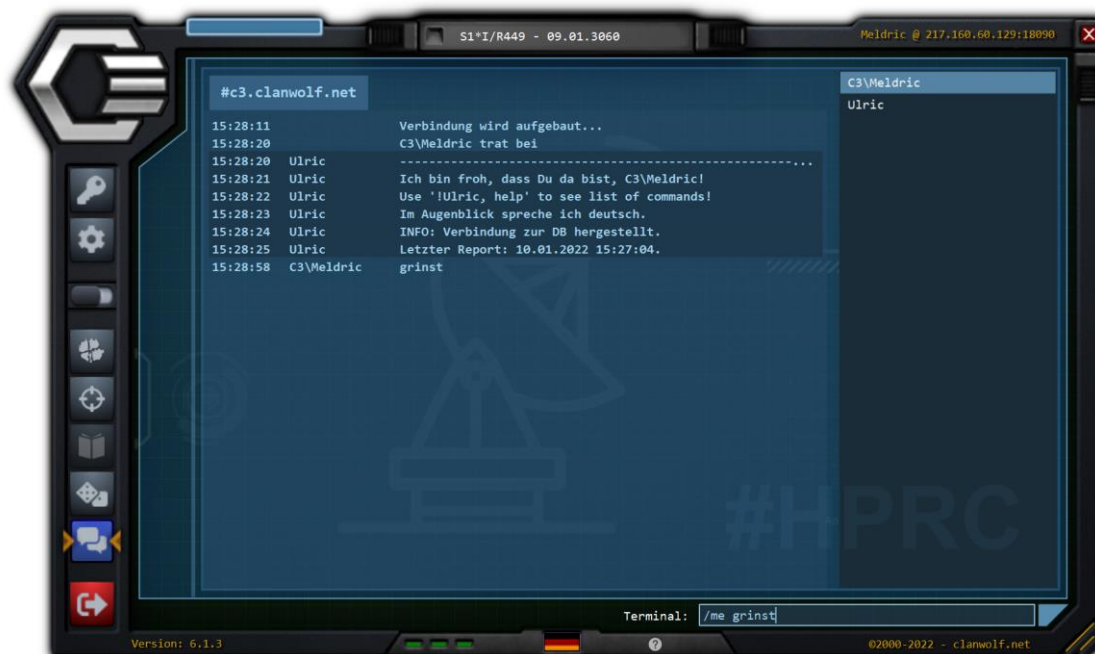 S1*I/R449 - 09.01.3060
Meldric @ 217.160.60.129:18090
#c3.clanwolf.net
C3\Meldric
Ulric
15:28:11 Verbindung wird aufgebaut...
15:28:20 C3\Meldric trat bei
15:28:20 Ulric ------------------------------------------------------...
15:28:21 Ulric Ich bin froh, dass Du da bist, C3\Meldric!
15:28:22 Ulric Use '!Ulric, help' to see list of commands!
15:28:23 Ulric Im Augenblick spreche ich deutsch.
15:28:24 Ulric INFO: Verbindung zur DB hergestellt.
15:28:25 Ulric Letzter Report: 10.01.2022 15:27:04.
15:28:58 C3\Meldric grinst
#HPRC
Terminal: /me grinst
Version: 6.1.3
?
©2000-2022 - clanwolf.net